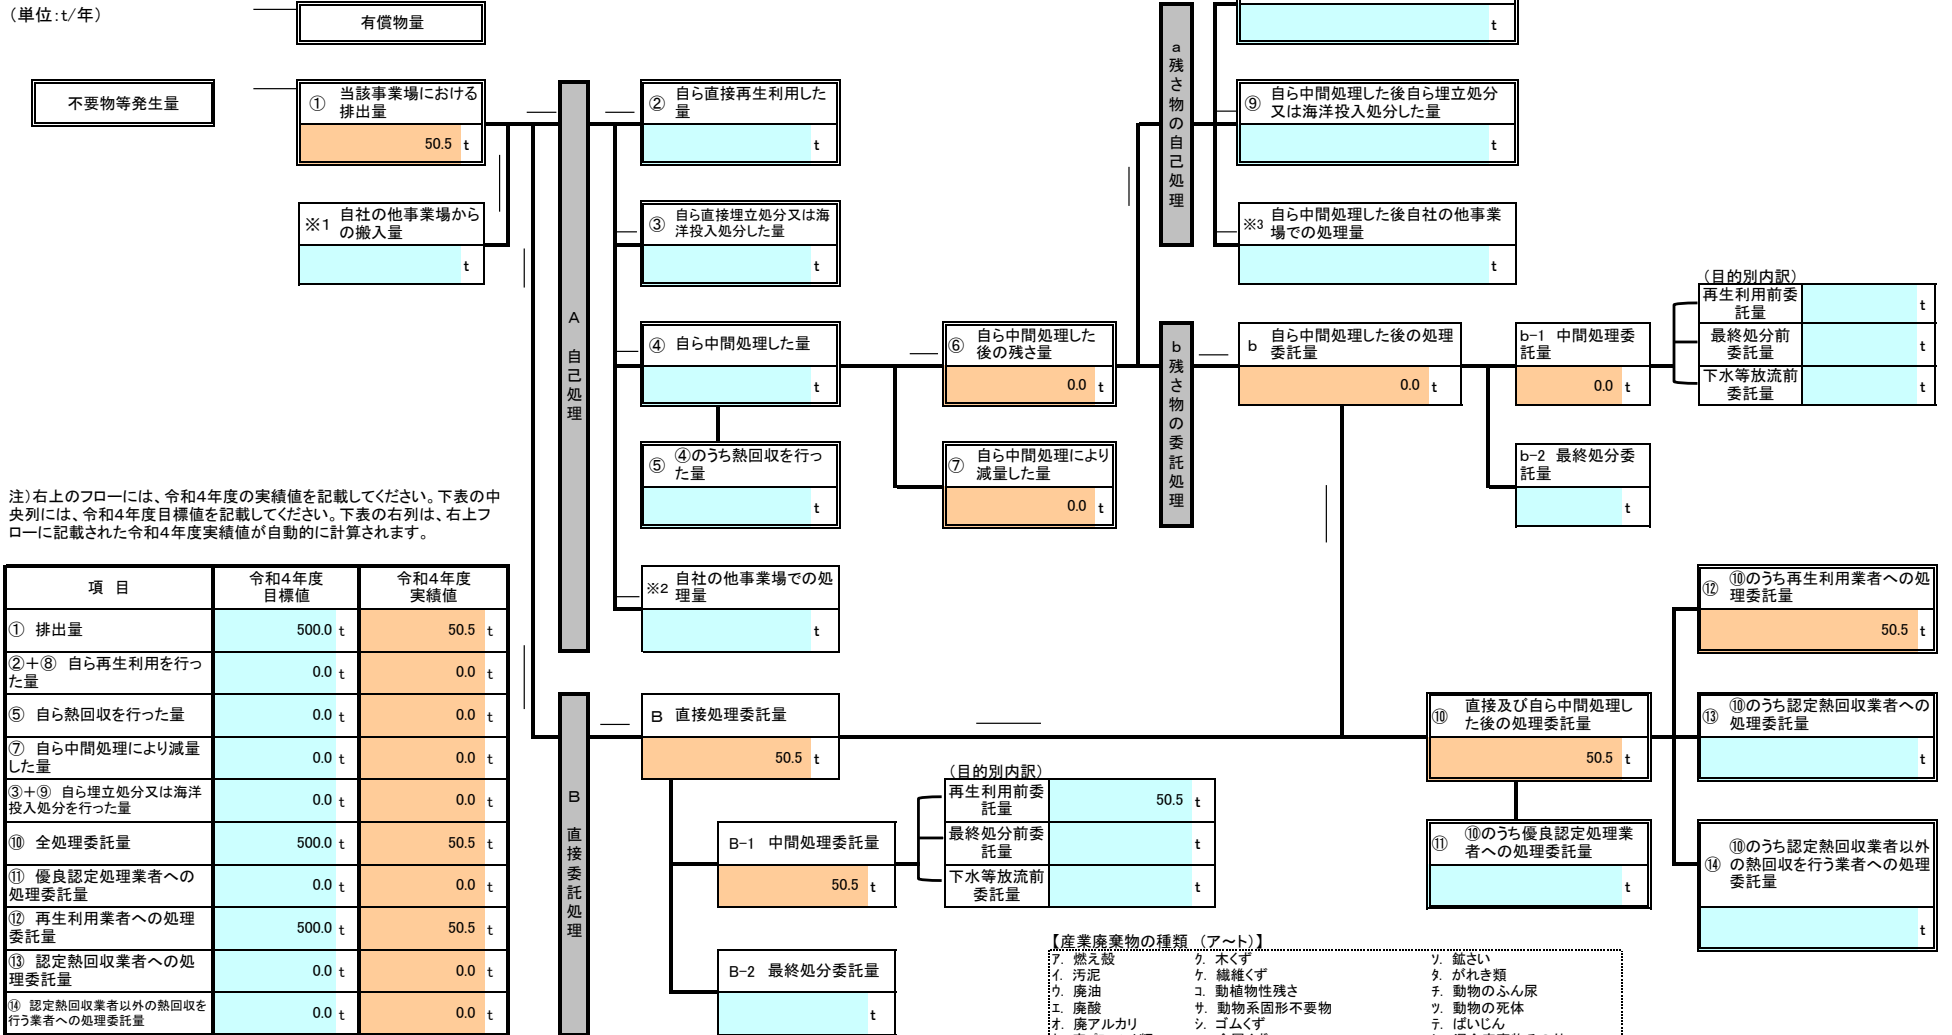 (単位:t/年)
有償物量
不要物等発生量
① 当該事業場における
排出量
50.5 t
※1 自社の他事業場から
の搬入量
t
A 自己処理
② 自ら直接再生利用した
量
t
③ 自ら直接埋立処分又は海
洋投入処分した量
t
④ 自ら中間処理した量
t
⑤ ④のうち熱回収を行っ
た量
t
※2 自社の他事業場での処
理量
t
⑥ 自ら中間処理した
後の残さ量
0.0 t
⑦ 自ら中間処理により
減量した量
0.0 t
a 残さ物の自己処理
t
⑨ 自ら中間処理した後自ら埋立処分
又は海洋投入処分した量
t
※3 自ら中間処理した後自社の他事業
場での処理量
t
b 残さ物の委託処理
b 自ら中間処理した後の処理
委託量
0.0 t
b-1 中間処理委
託量
0.0 t
b-2 最終処分委
託量
t
(目的別内訳)
再生利用前委
託量
t
最終処分前
委託量
t
下水等放流前
委託量
t
注)右上のフローには、令和4年度の実績値を記載してください。下表の中
央列には、令和4年度目標値を記載してください。下表の右列は、右上フ
ローに記載された令和4年度実績値が自動的に計算されます。
項 目 令和4年度 目標値 令和4年度 実績値
① 排出量 500.0 t 50.5 t
②+⑧ 自ら再生利用を行っ
た量 0.0 t 0.0 t
⑤ 自ら熱回収を行った量 0.0 t 0.0 t
⑦ 自ら中間処理により減量
した量 0.0 t 0.0 t
③+⑨ 自ら埋立処分又は海洋
投入処分を行った量 0.0 t 0.0 t
⑩ 全処理委託量 500.0 t 50.5 t
⑪ 優良認定処理業者への
処理委託量 0.0 t 0.0 t
⑫ 再生利用業者への処理
委託量 500.0 t 50.5 t
⑬ 認定熱回収業者への処
理委託量 0.0 t 0.0 t
⑭ 認定熱回収業者以外の熱回収を
行う業者への処理委託量 0.0 t 0.0 t
B 直接委託処理
B 直接処理委託量
50.5 t
B-1 中間処理委託量
50.5 t
B-2 最終処分委託量
t
(目的別内訳)
再生利用前委
託量
50.5 t
最終処分前委
託量
t
下水等放流前
委託量
t
⑩ 直接及び自ら中間処理し
た後の処理委託量
50.5 t
⑪ ⑩のうち優良認定処理業
者への処理委託量
t
⑫ ⑩のうち再生利用業者への処
理委託量
50.5 t
⑬ ⑩のうち認定熱回収業者への
処理委託量
t
⑭ ⑩のうち認定熱回収業者以外
の熱回収を行う業者への処理
委託量
t
【産業廃棄物の種類 (ア~ト)】
ア. 燃え殻 ク. 木くず ソ. 鉱さい
イ. 汚泥 ケ. 繊維くず タ. がれき類
ウ. 廃油 コ. 動植物性残さ チ. 動物のふん尿
エ. 廃酸 サ. 動物系固形不要物 ツ. 動物の死体
オ. 廃アルカリ シ. ゴムくず テ. ばいじん